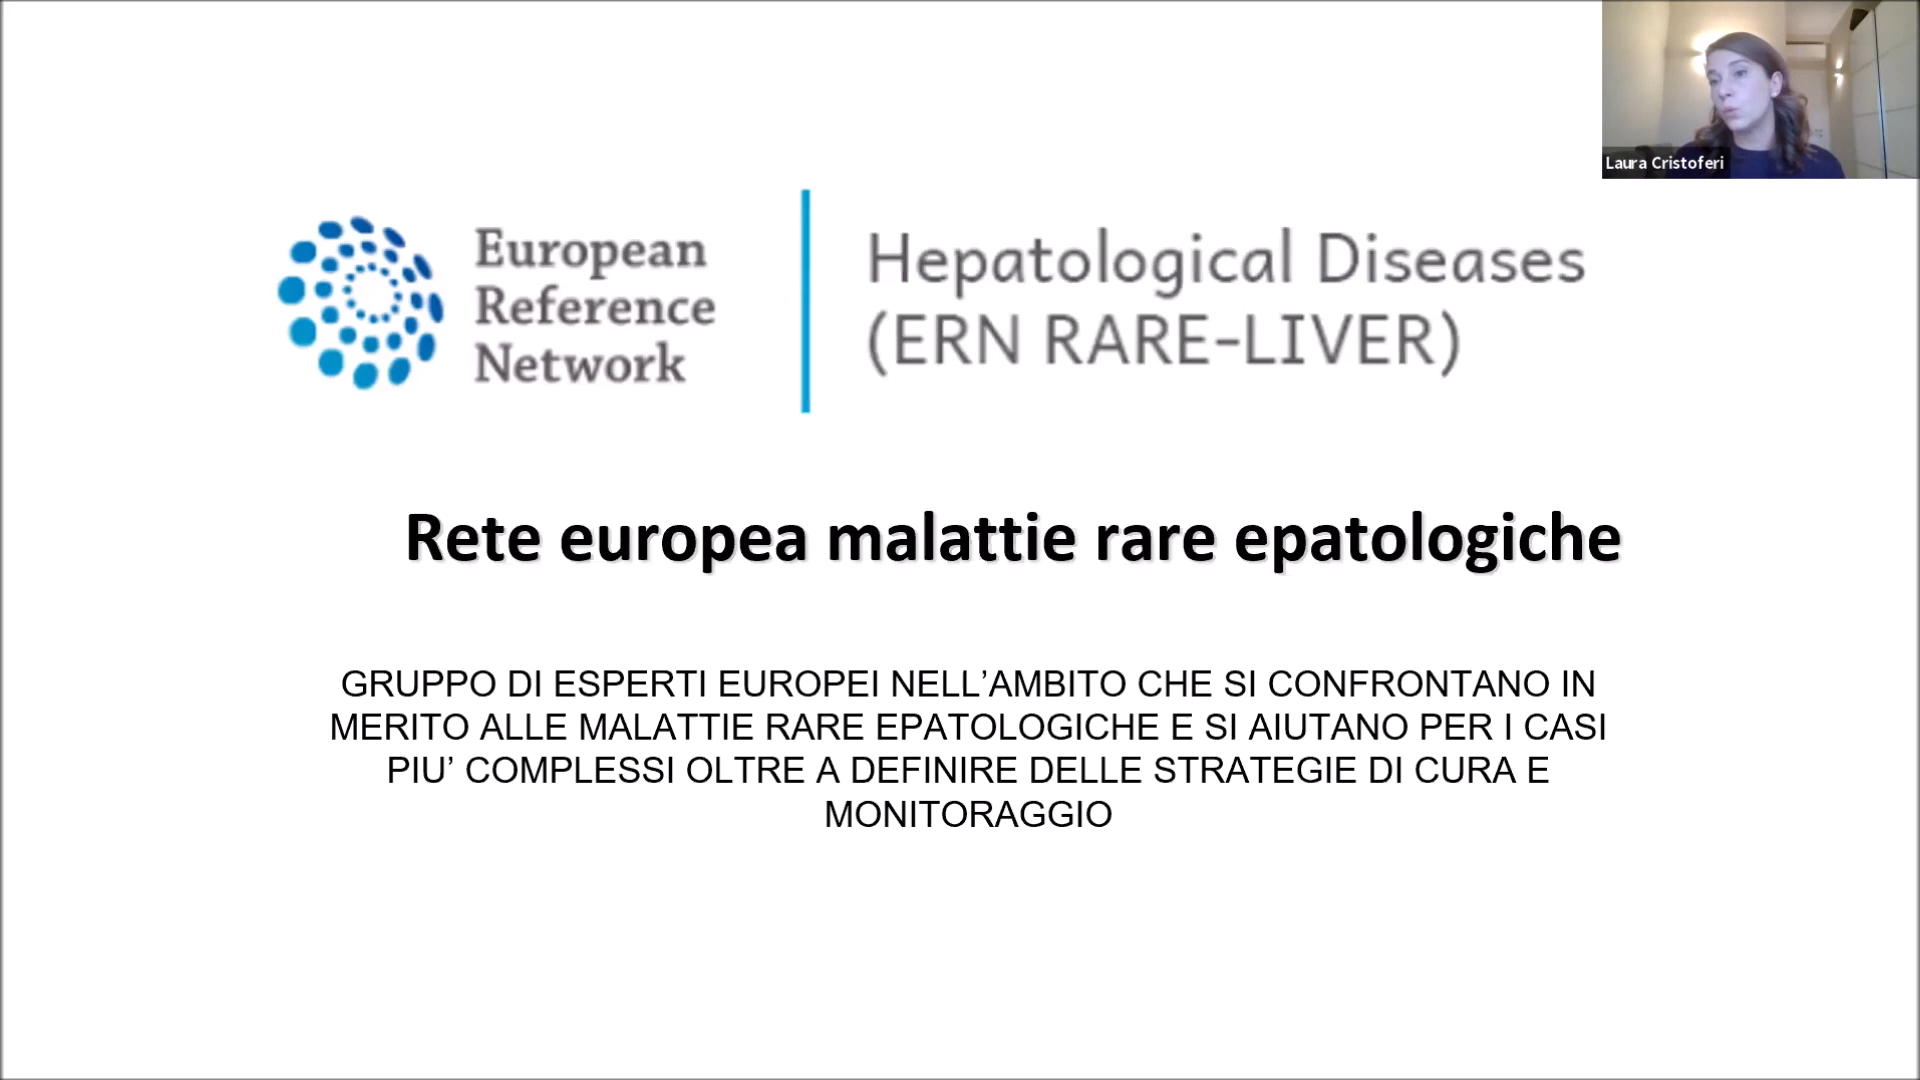 Laura Cristoferi
European
Reference
Network
Hepatological Diseases
(ERN RARE-LIVER)
Rete europea malattie rare epatologiche
GRUPPO DI ESPERTI EUROPEI NELL’AMBITO CHE SI CONFRONTANO IN
MERITO ALLE MALATTIE RARE EPATOLOGICHE E SI AIUTANO PER I CASI
PIU’ COMPLESSI OLTRE A DEFINIRE DELLE STRATEGIE DI CURA E
MONITORAGGIO